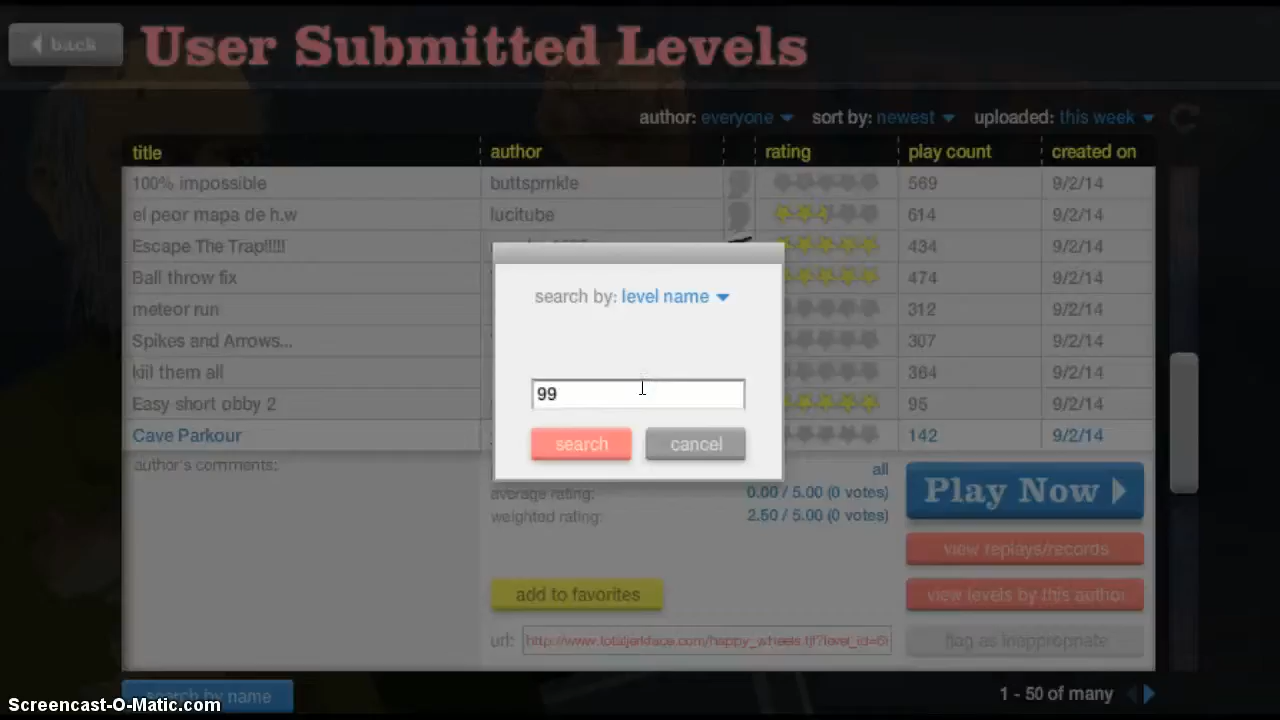 back User Submitted Levels
author: everyone sort by: newest uploaded: this week
title author rating play count created on
100% impossible buttsprnkle 569 9/2/14
el peor mapa de h.w lucitube 614 9/2/14
Escape The Trap!!!!! 434 9/2/14
Ball throw fix 474 9/2/14
search by: level name
meteor run 312 9/2/14
Spikes and Arrows... 307 9/2/14
kiil them all 364 9/2/14
99
Easy short obby 2 95 9/2/14
Cave Parkour 142 9/2/14
search cancel
author's comments: all
average rating: 0.00 / 5.00 (0 votes) Play Now
weighted rating: 2.50 / 5.00 (0 votes)
view replays/records
add to favorites view levels by this author
url: http://www.totaljerkface.com/happy_wheels.tjf?level_id=6 flag as inappropriate
search by name 1 - 50 of many
Screencast-O-Matic.com